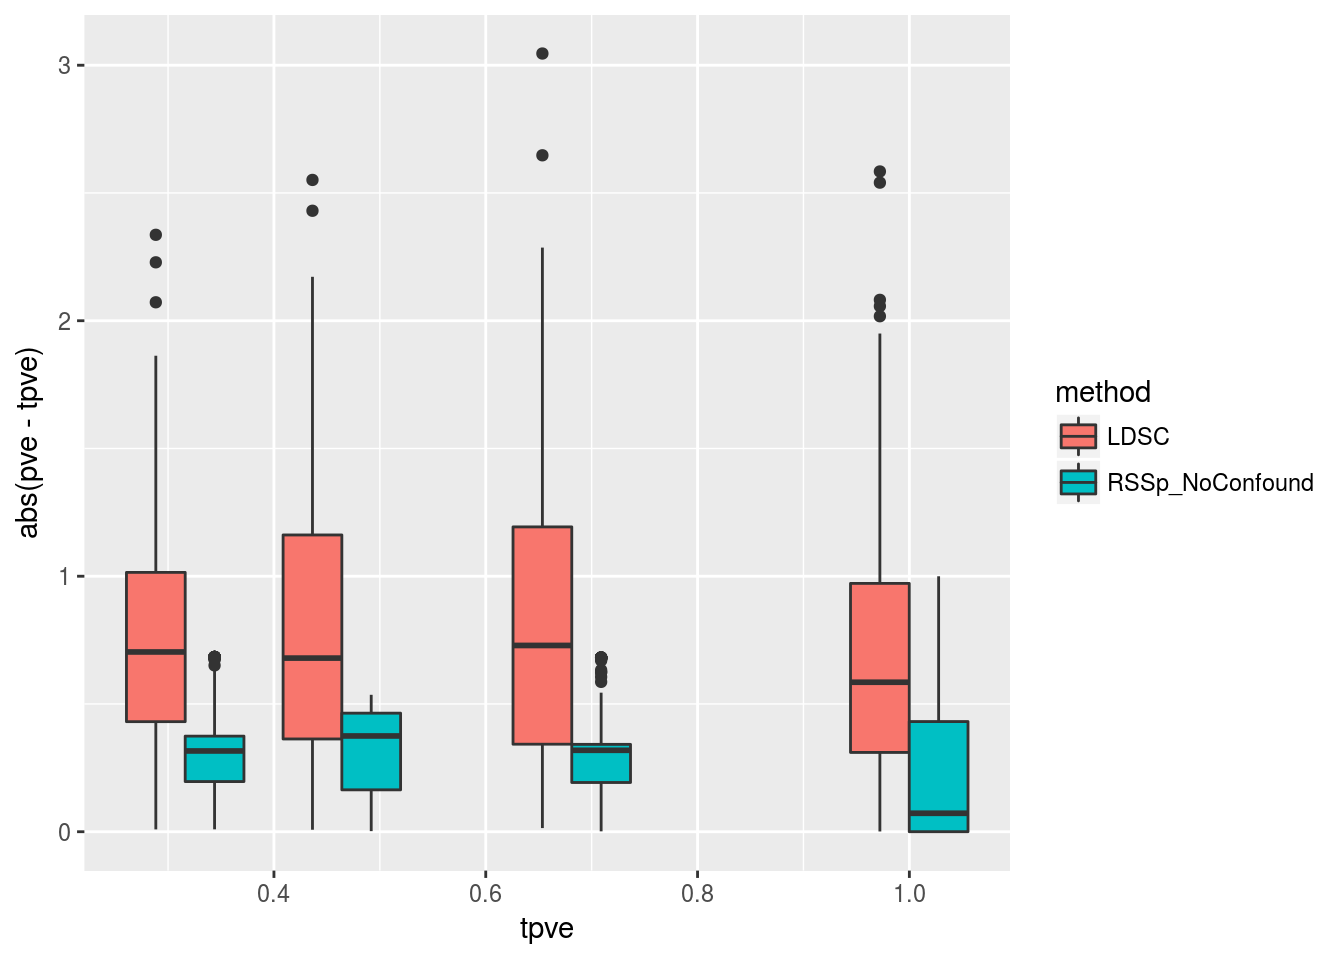 3
2
1
0
abs(pve - tpve)
0.4 0.6 0.8 1.0
tpve
method
LDSC
RSSp_NoConfound